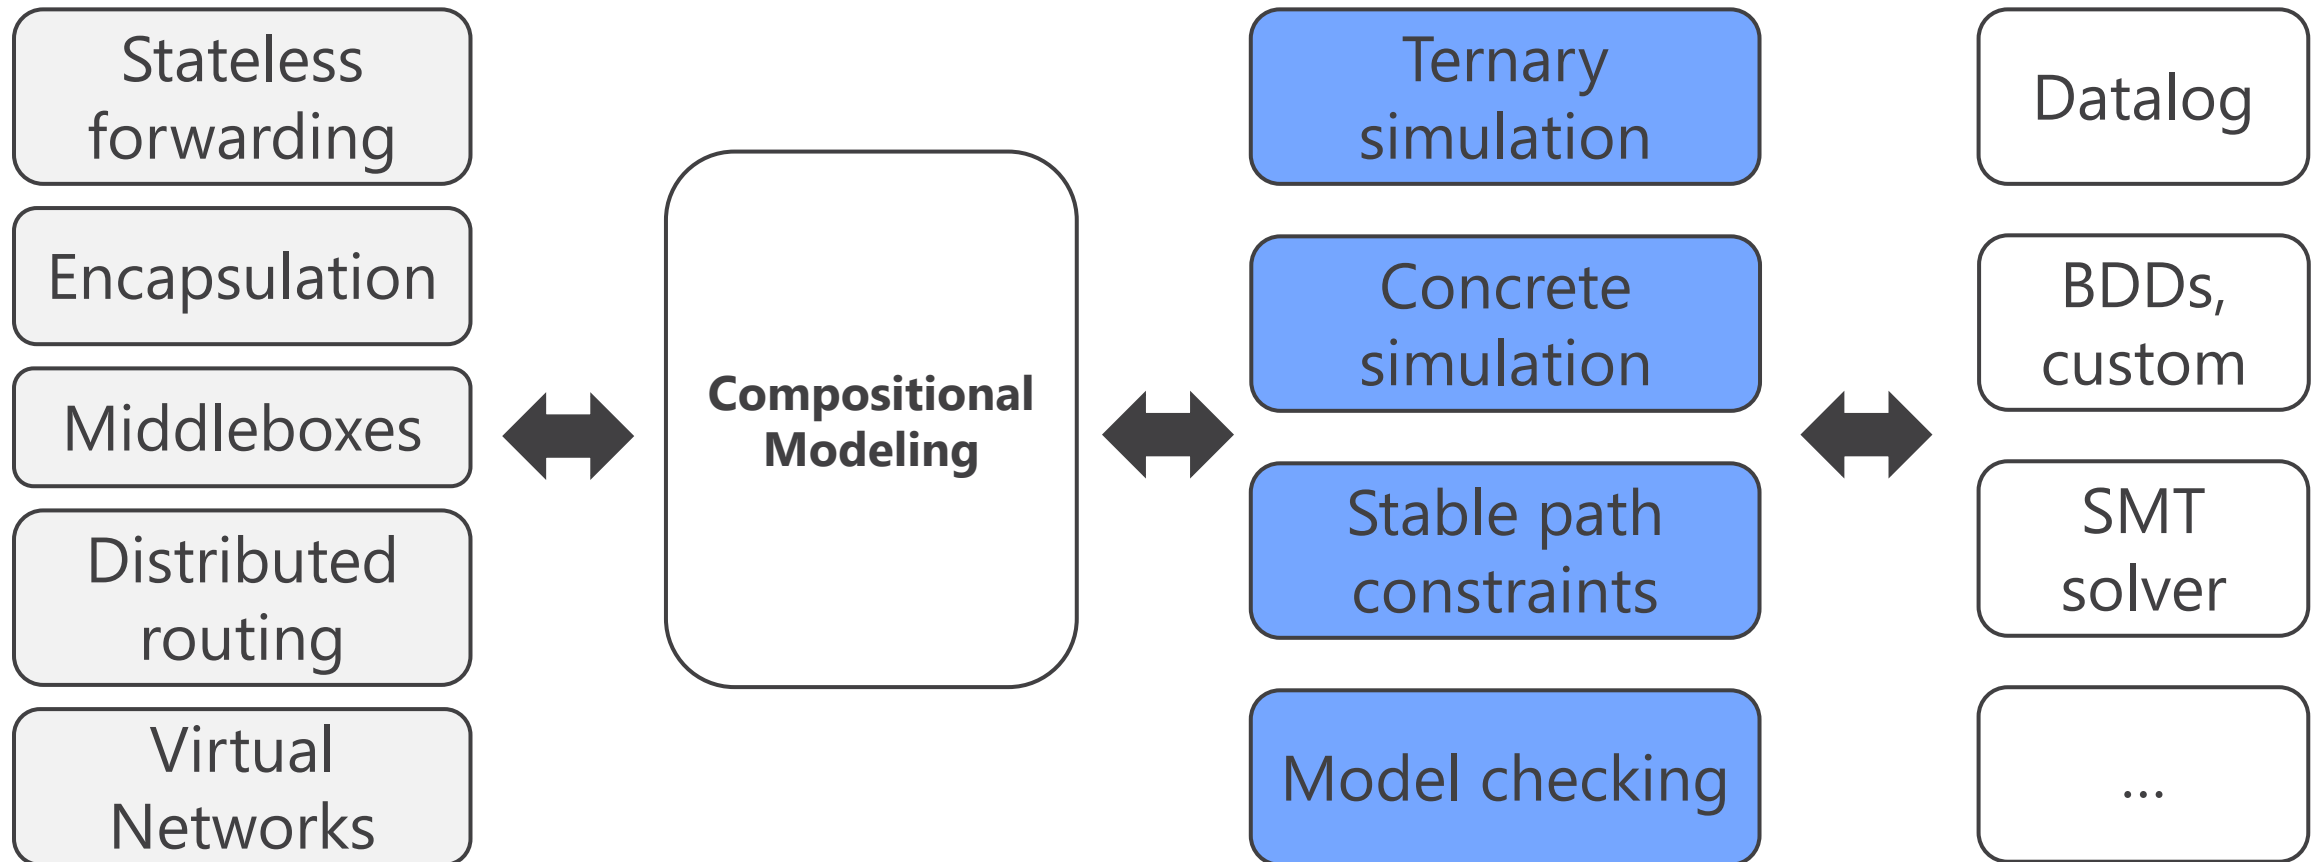 Stateless
forwarding
Encapsulation
Middleboxes
Distributed
routing
Virtual
Networks
Compositional
Modeling
Ternary
simulation
Concrete
simulation
Stable path
constraints
Model checking
Datalog
BDDs,
custom
SMT
solver
...